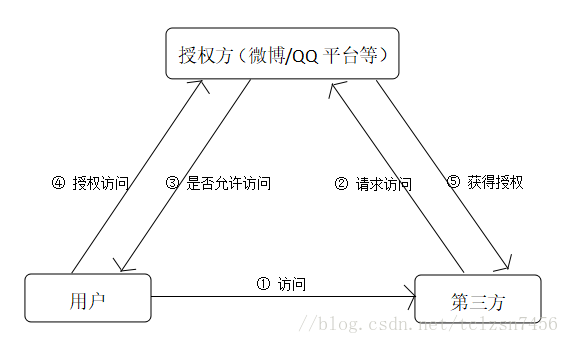 授权方（微博/QQ 平台等）
④ 授权访问
③ 是否允许访问
② 请求访问
⑤ 获得授权
① 访问
用户
第三方
//blog.csdn.net/tclzsn7456